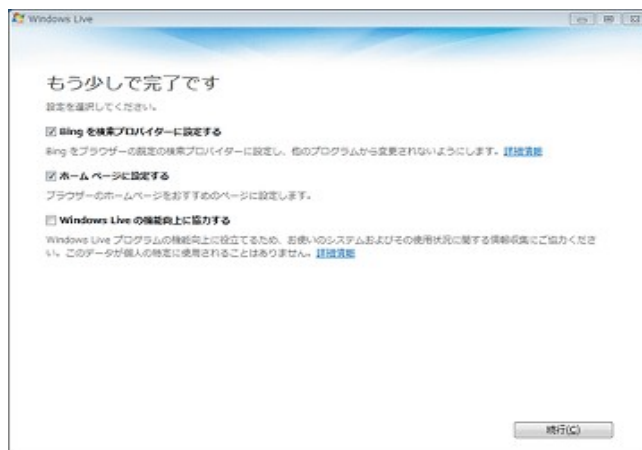 Windows Live
もう少しで完了です
設定を選択してください。
Bing を検索プロバイダーに設定する
Bing をブラウザーの既定の検索プロバイダーに設定し、他のプログラムから変更されないようにします。 詳細情報
ホーム ページに設定する
ブラウザーのホームページをおすすめのページに設定します。
Windows Live の機能向上に協力する
Windows Live プログラムの機能向上に役立てるため、お使いのシステムおよびその使用状況に関する情報収集にご協力くださ
い。このデータが個人の特定に使用されることはありません。 詳細情報
続行(C)